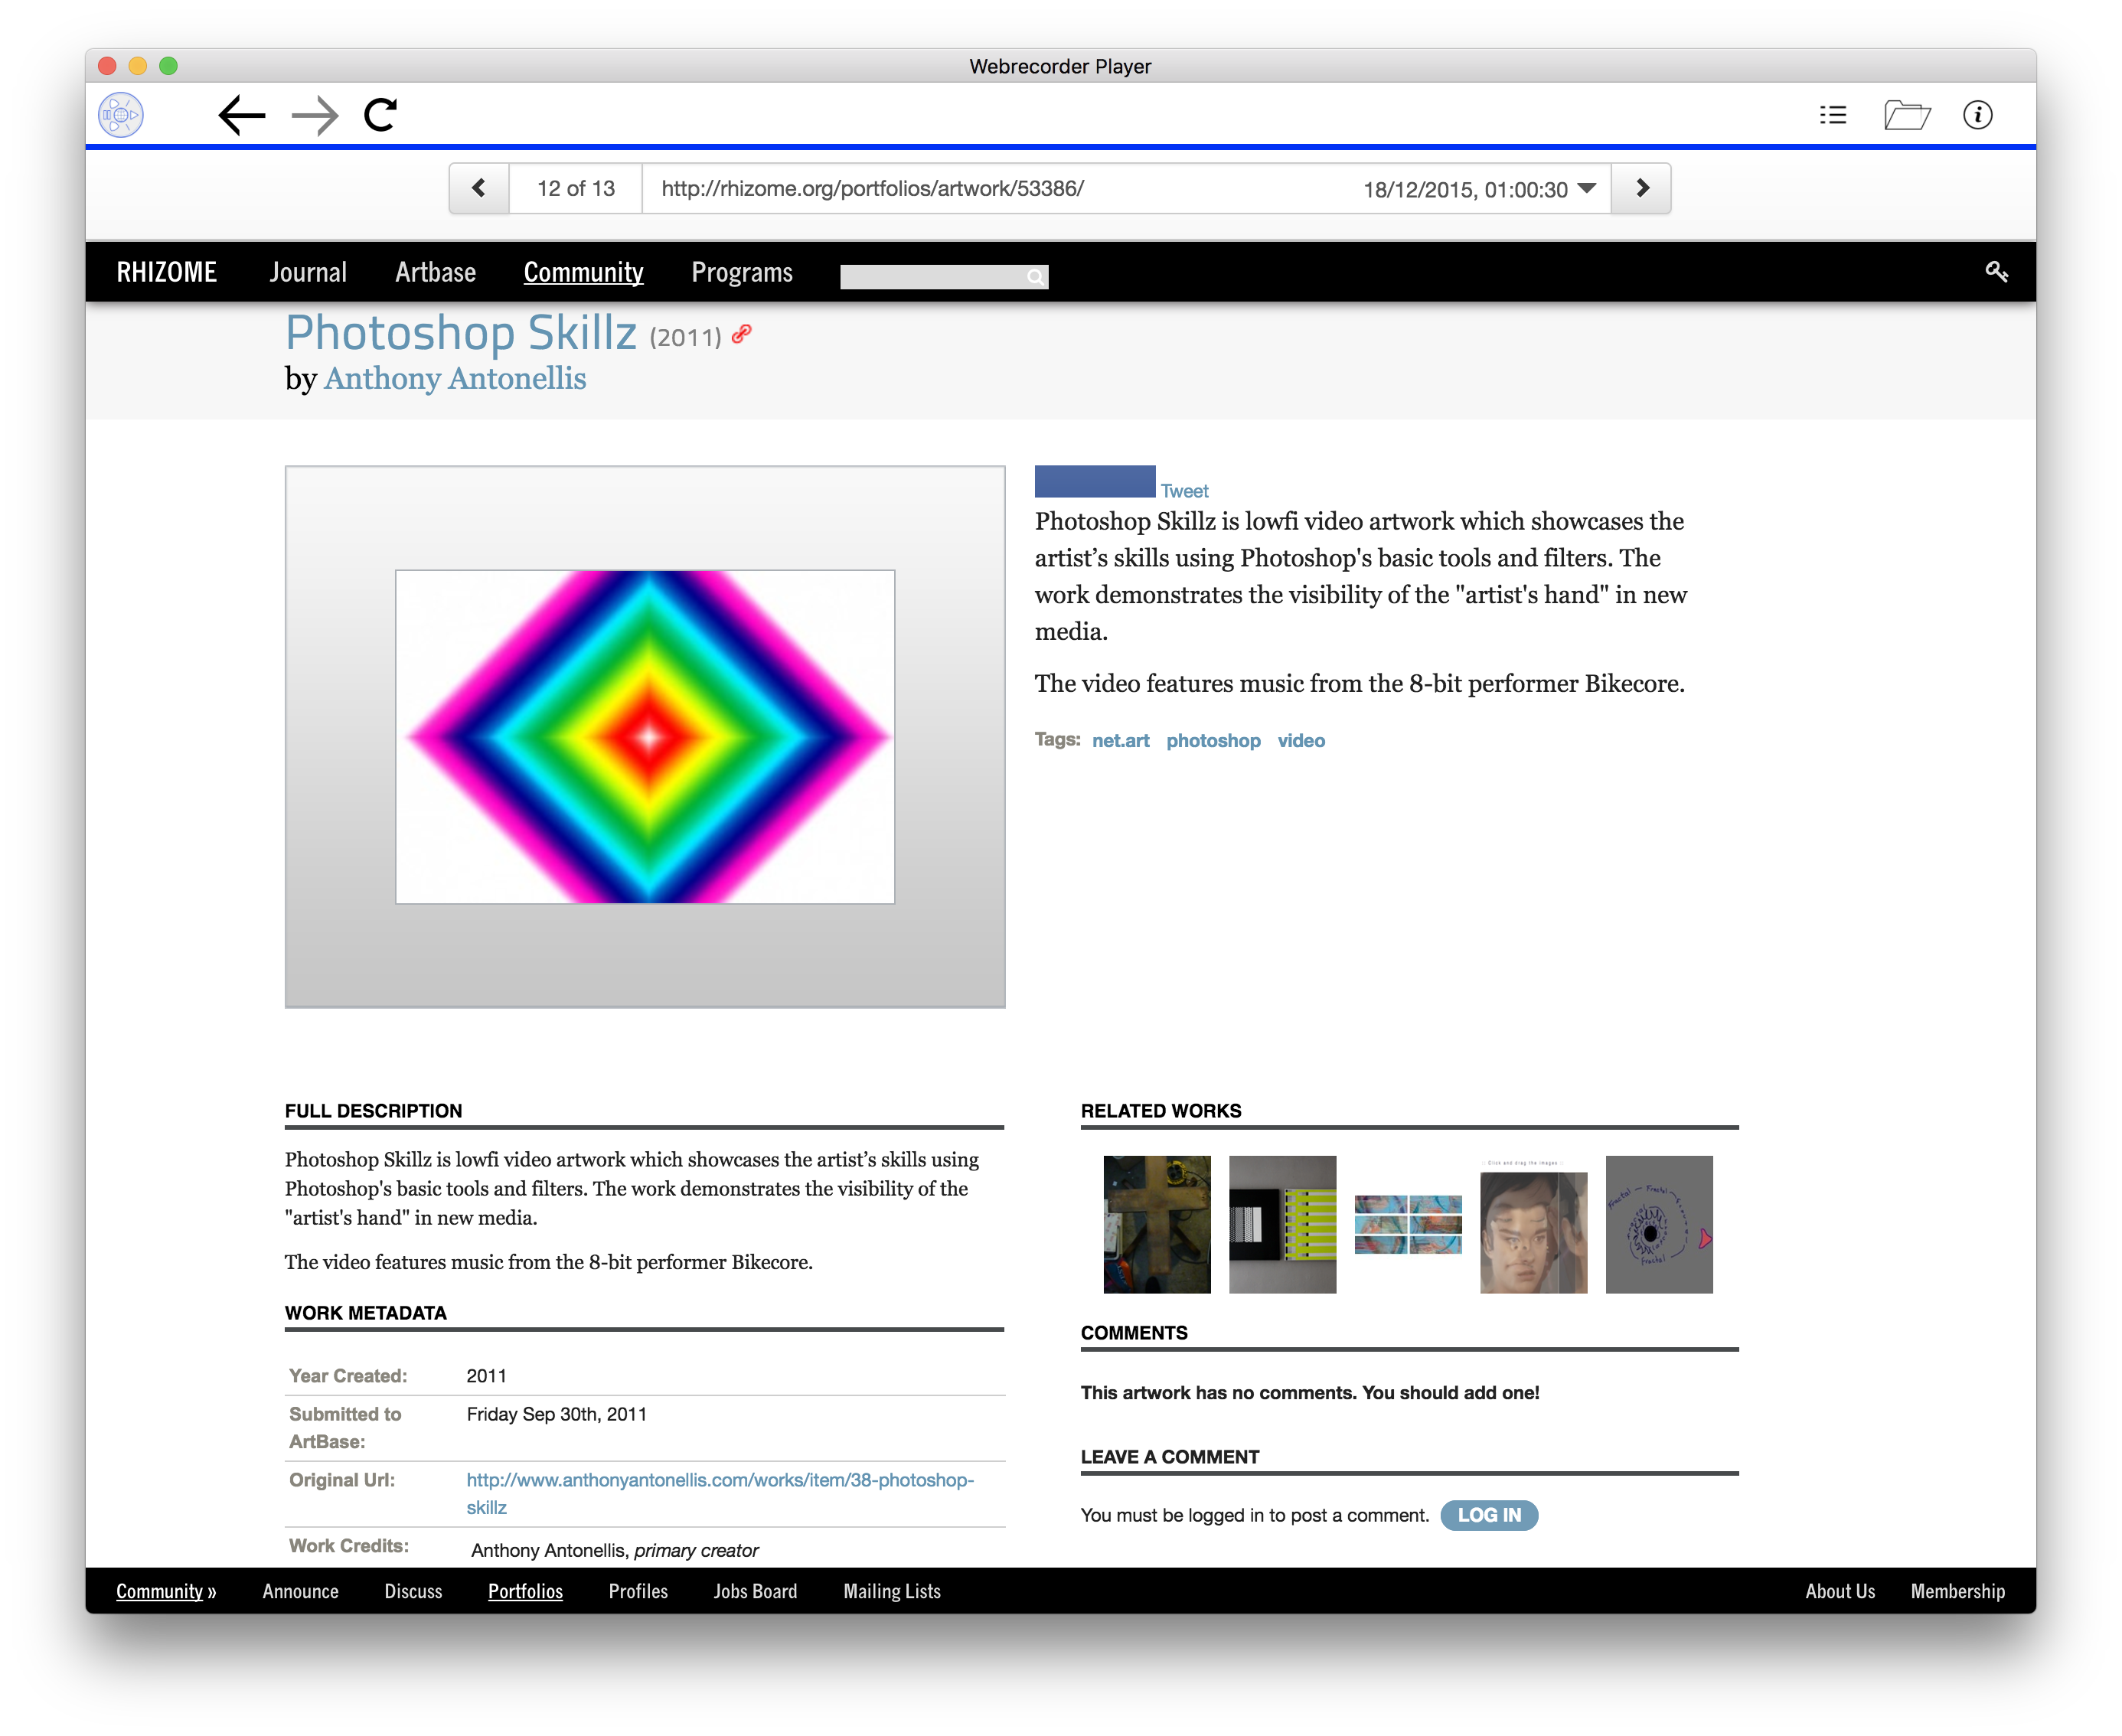 Webrecorder Player
12 of 13
http://rhizome.org/portfolios/artwork/53386/
18/12/2015, 01:00:30
RHIZOME Journal Artbase Community Programs
Photoshop Skillz (2011)
by Anthony Antonellis
Tweet
Photoshop Skillz is lowfi video artwork which showcases the
artist’s skills using Photoshop's basic tools and filters. The
work demonstrates the visibility of the "artist's hand" in new
media.
The video features music from the 8-bit performer Bikecore.
Tags: net.art photoshop video
FULL DESCRIPTION
Photoshop Skillz is lowfi video artwork which showcases the artist’s skills using
Photoshop's basic tools and filters. The work demonstrates the visibility of the
"artist's hand" in new media.
The video features music from the 8-bit performer Bikecore.
WORK METADATA
Year Created: 2011
Submitted to
ArtBase:
Friday Sep 30th, 2011
Original Url: http://www.anthonyantonellis.com/works/item/38-photoshop-
skillz
Work Credits: Anthony Antonellis, primary creator
RELATED WORKS
Click and drag the images
Fractal – Fractal
Fractal
COMMENTS
This artwork has no comments. You should add one!
LEAVE A COMMENT
You must be logged in to post a comment. LOG IN
Community » Announce Discuss Portfolios Profiles Jobs Board Mailing Lists About Us Membership